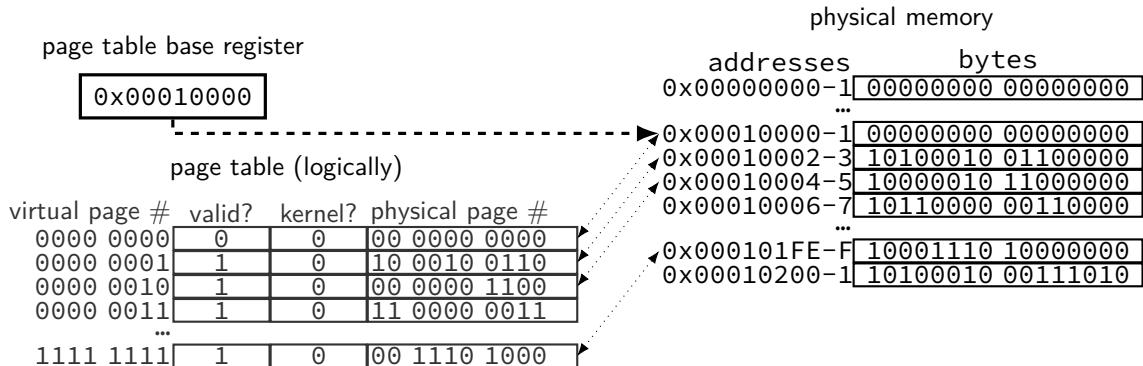 physical memory
page table base register
addresses bytes
0x00010000
0x00000000-1 00000000 00000000
…
0x00010000-1 00000000 00000000
0x00010002-3 10100010 01100000
0x00010004-5 10000010 11000000
0x00010006-7 10110000 00110000
…
0x000101FE-F 10001110 10000000
0x00010200-1 10100010 00111010
page table (logically)
virtual page # valid? kernel? physical page #
0000 0000 0 0 00 0000 0000
0000 0001 1 0 10 0010 0110
0000 0010 1 0 00 0000 1100
0000 0011 1 0 11 0000 0011
…
1111 1111 1 0 00 1110 1000